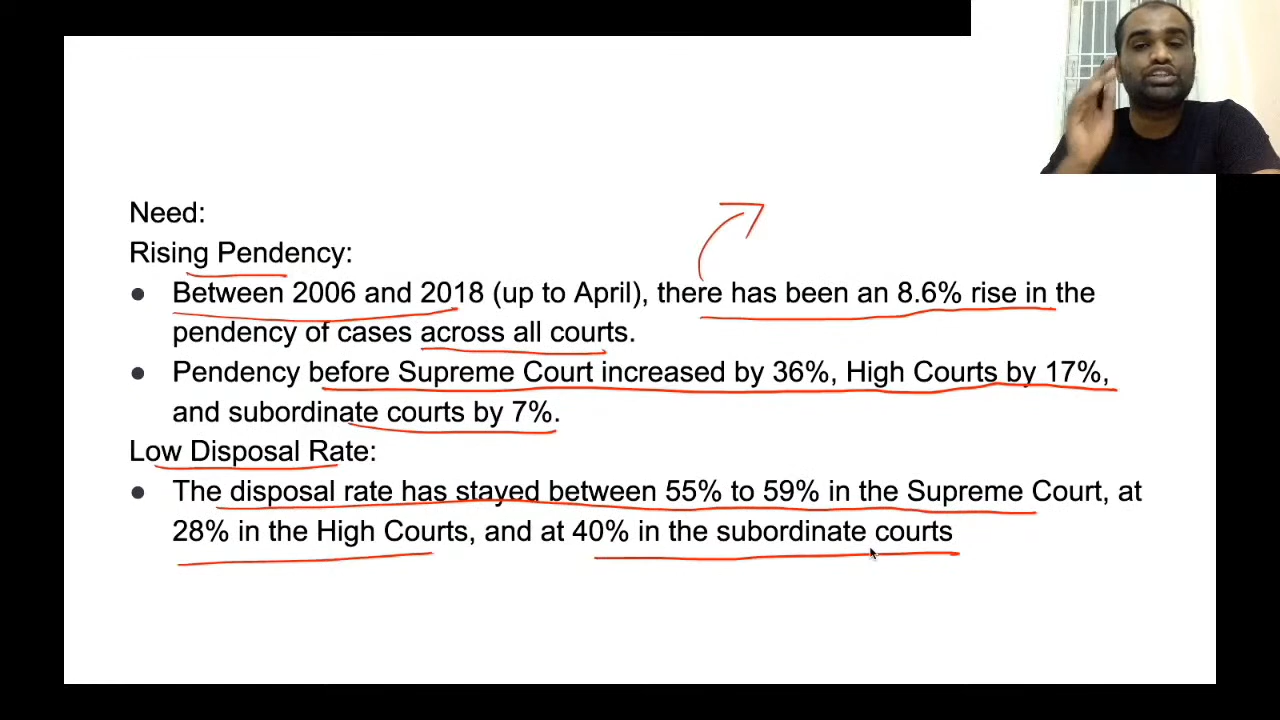 Need:
Rising Pendency:
● Between 2006 and 2018 (up to April), there has been an 8.6% rise in the
pendency of cases across all courts.
● Pendency before Supreme Court increased by 36%, High Courts by 17%,
and subordinate courts by 7%.
Low Disposal Rate:
● The disposal rate has stayed between 55% to 59% in the Supreme Court, at
28% in the High Courts, and at 40% in the subordinate courts